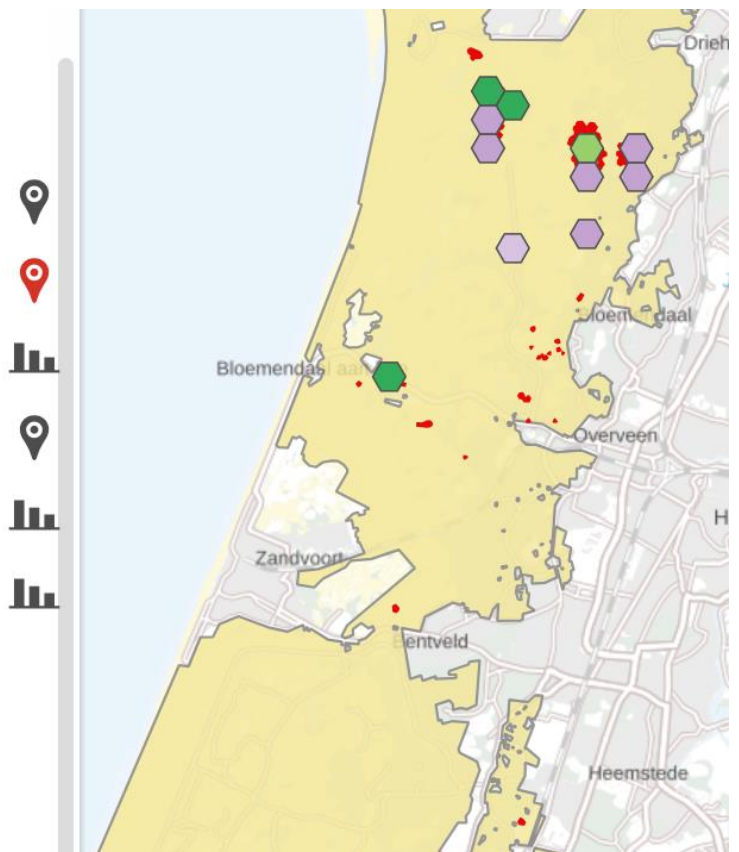 Drieh
Bloemendaal
Bloemendaal aan
Overveen
H
Zandvoort
Bentveld
Heemstede